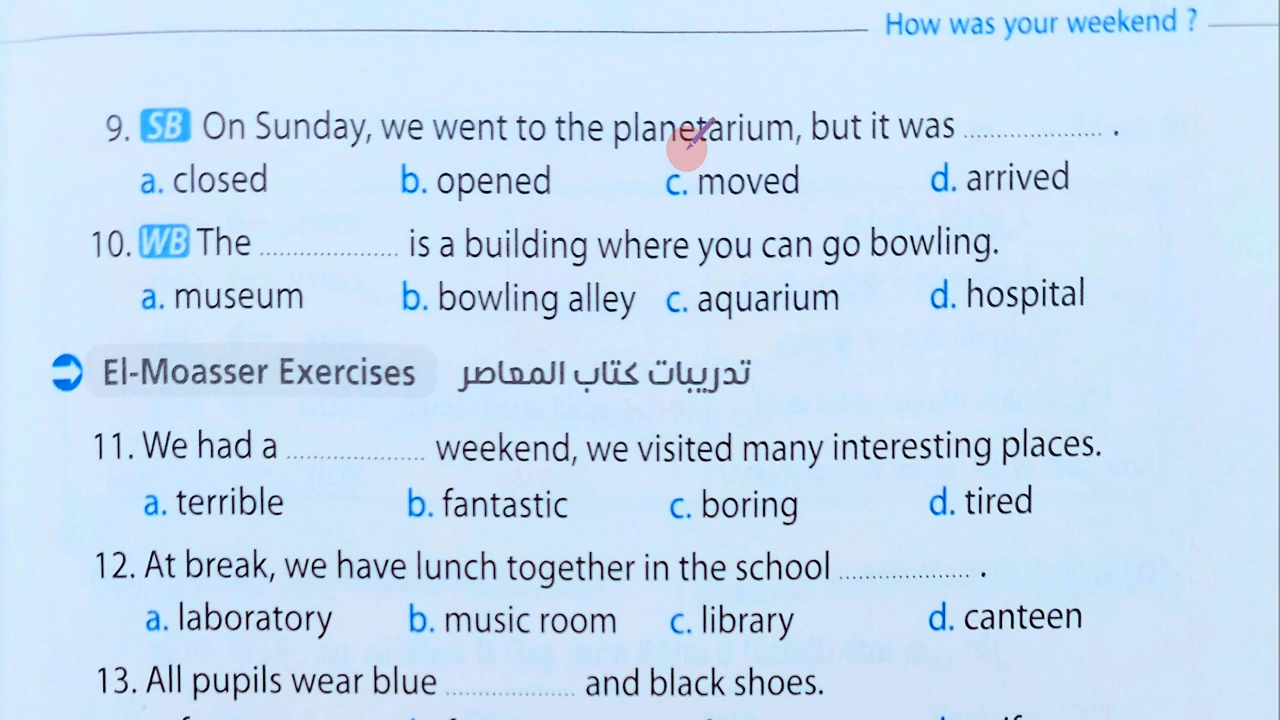 How was your weekend ?
9. SB On Sunday, we went to the planetarium, but it was .................... .
a. closed b. opened c. moved d. arrived
10. WB The .................... is a building where you can go bowling.
a. museum b. bowling alley c. aquarium d. hospital
El-Moasser Exercises تدريبات كتاب المعاصر
11. We had a .................... weekend, we visited many interesting places.
a. terrible b. fantastic c. boring d. tired
12. At break, we have lunch together in the school .................... .
a. laboratory b. music room c. library d. canteen
13. All pupils wear blue .................... and black shoes.